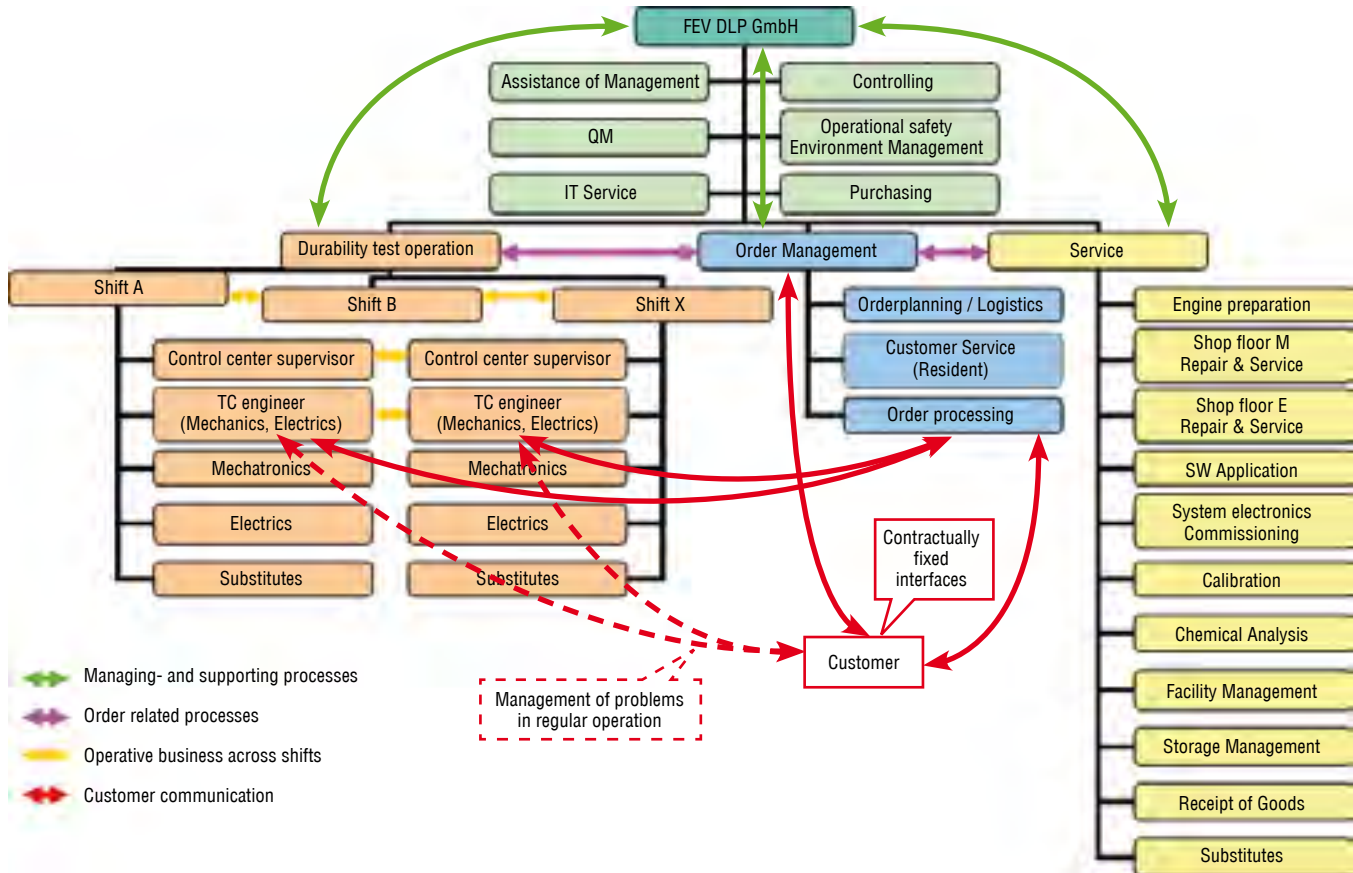 FEV DLP GmbH
Assistance of Management
Controlling
QM
Operational safety
Environment Management
IT Service
Purchasing
Durability test operation
Order Management
Service
Shift A
Shift B
Shift X
Control center supervisor
TC engineer
(Mechanics, Electrics)
Mechatronics
Electrics
Substitutes
Control center supervisor
TC engineer
(Mechanics, Electrics)
Mechatronics
Electrics
Substitutes
Orderplanning / Logistics
Customer Service
(Resident)
Order processing
Engine preparation
Shop floor M
Repair & Service
Shop floor E
Repair & Service
SW Application
System electronics
Commissioning
Calibration
Chemical Analysis
Facility Management
Storage Management
Receipt of Goods
Substitutes
Contractually
fixed
interfaces
Customer
Management of problems
in regular operation
Managing- and supporting processes
Order related processes
Operative business across shifts
Customer communication